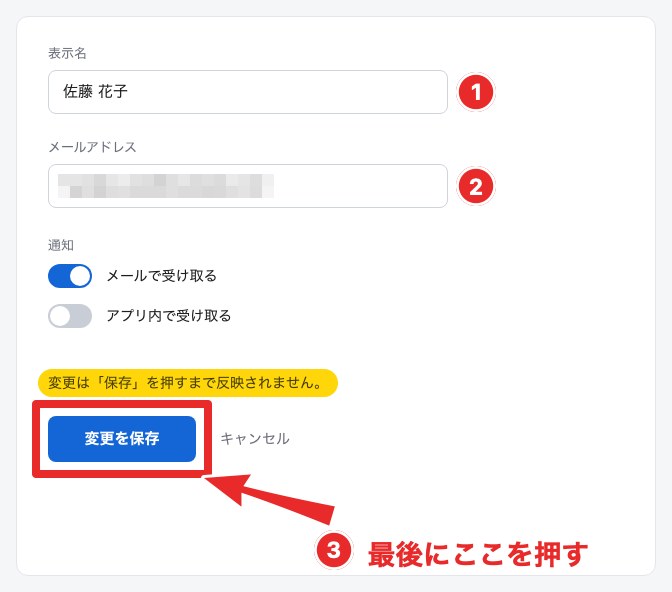 表示名
佐藤 花子
1
メールアドレス
2
通知
メールで受け取る
アプリ内で受け取る
変更は「保存」を押すまで反映されません。
変更を保存
キャンセル
3 最後にここを押す